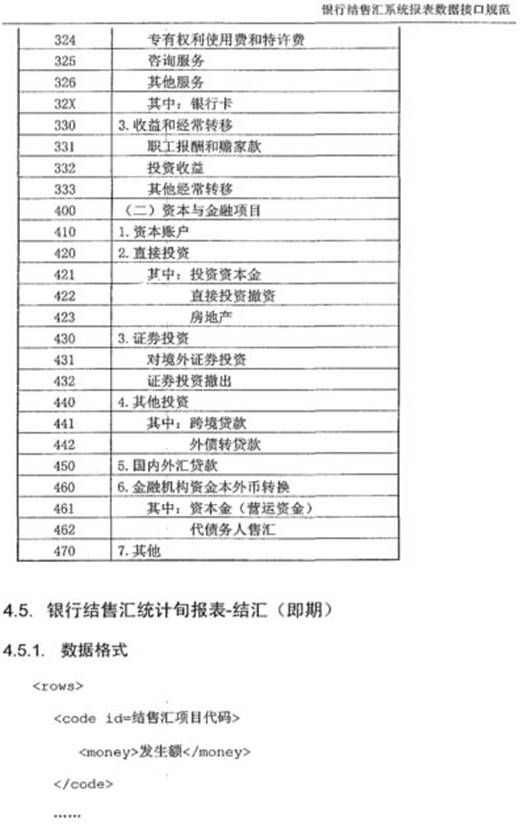 银行结售汇系统报表数据接口规范
324 专有权利使用费和特许费
325 咨询服务
326 其他服务
32X 其中：银行卡
330 3.收益和经常转移
331 职工报酬和赡家款
332 投资收益
333 其他经常转移
400 （二）资本与金融项目
410 1.资本账户
420 2.直接投资
421 其中：投资资本金
422 直接投资撤资
423 房地产
430 3.证券投资
431 对境外证券投资
432 证券投资撤出
440 4.其他投资
441 其中：跨境贷款
442 外债转贷款
450 5.国内外汇贷款
460 6.金融机构资金本外币转换
461 其中：资本金（营运资金）
462 代债务人售汇
470 7.其他
4.5. 银行结售汇统计旬报表-结汇（即期）
4.5.1. 数据格式
<rows>
<code id=结售汇项目代码>
<money>发生额</money>
</code>
……